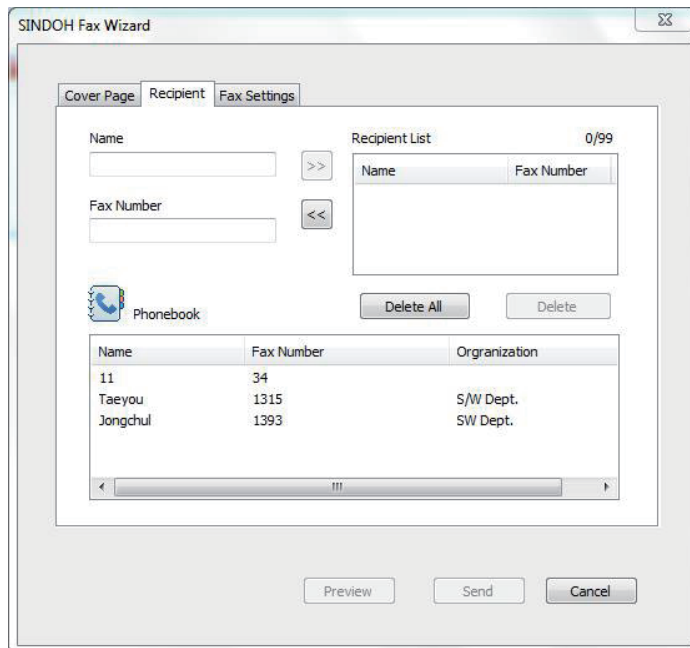 SINDOH Fax Wizard
Cover Page Recipient Fax Settings
Name
>>
Recipient List 0/99
Name Fax Number
Fax Number
<<
Phonebook
Delete All Delete
Name Fax Number Orgranization
11 34
Taeyou 1315 S/W Dept.
Jongchul 1393 SW Dept.
Preview Send Cancel